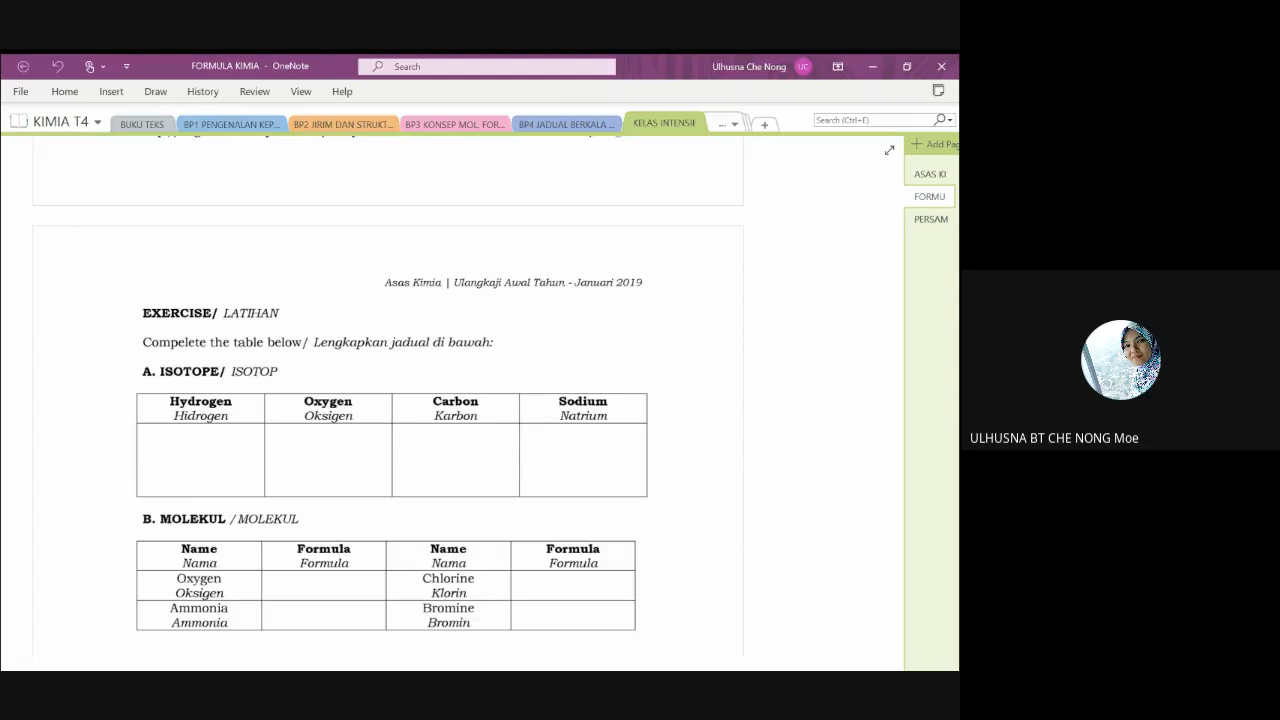 FORMULA KIMIA - OneNote
Search
Ulhusna Che Nong
UC
File Home Insert Draw History Review View Help
KIMIA T4
BUKU TEKS
BP1 PENGENALAN KEP...
BP2 JIRIM DAN STRUKT...
BP3 KONSEP MOL, FOR...
BP4 JADUAL BERKALA ...
KELAS INTENSIF
...
Search (Ctrl+E)
Add Pag
ASAS KI
FORMU
PERSAM
Asas Kimia | Ulangkaji Awal Tahun - Januari 2019
EXERCISE/ LATIHAN
Compelete the table below/ Lengkapkan jadual di bawah:
A. ISOTOPE/ ISOTOP
Hydrogen Oxygen Carbon Sodium
Hidrogen Oksigen Karbon Natrium
B. MOLEKUL /MOLEKUL
Name Formula Name Formula
Nama Formula Nama Formula
Oxygen Chlorine
Oksigen Klorin
Ammonia Bromine
Ammonia Bromin
ULHUSNA BT CHE NONG Moe